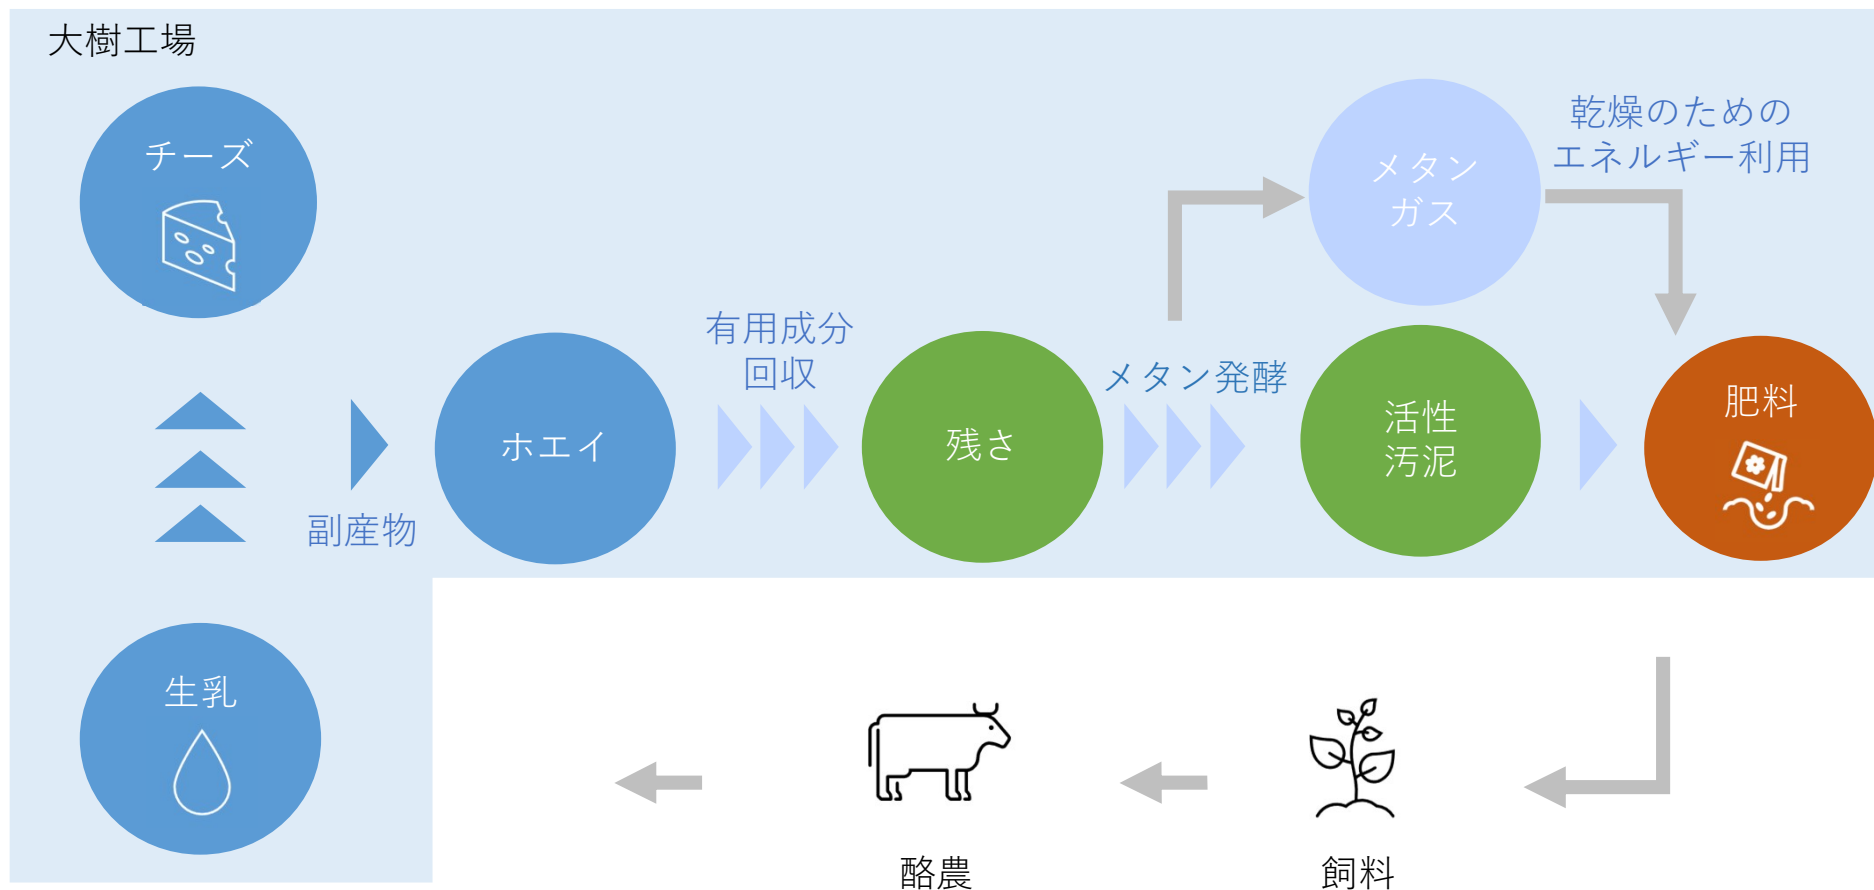 大樹工場
チーズ
メタン
ガス
乾燥のための
エネルギー利用
副産物
ホエイ
有用成分
回収
残さ
メタン発酵
活性
汚泥
肥料
生乳
酪農
飼料